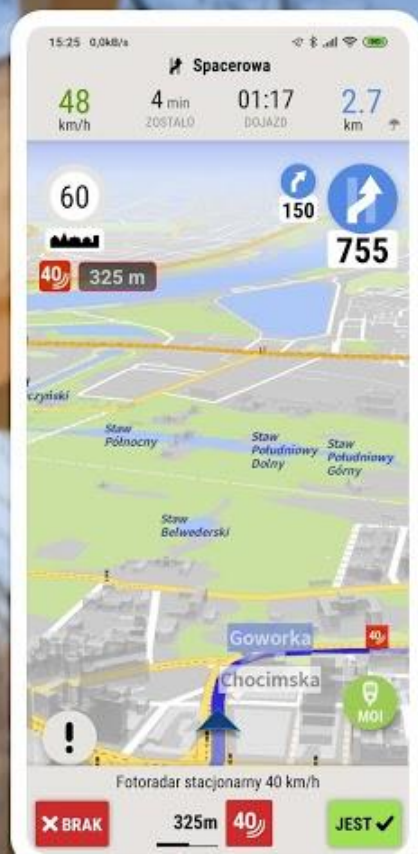 15:25 0,0kB/s
Spacerowa
48 km/h
4 min ZOSTAŁO
01:17 DOJAZD
2.7 km
60
150
755
40 325 m
czyński
Staw Północny
Staw Południowy Dolny
Staw Południowy Górny
Staw Belwederski
Goworka
40
Chocimska
MOI
!
Fotoradar stacjonarny 40 km/h
BRAK
325m
40
JEST